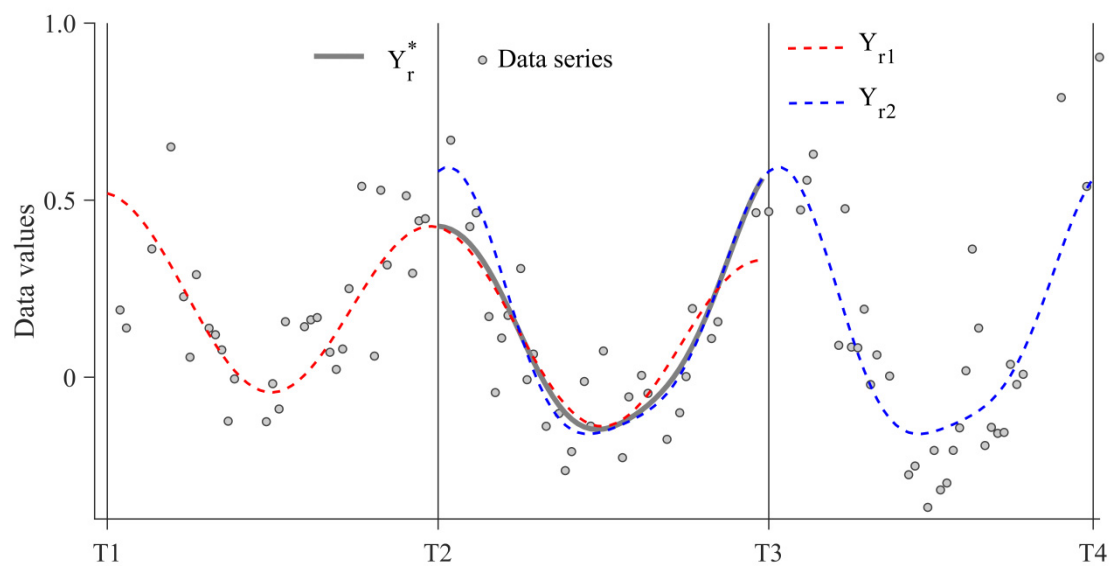 1.0
Y*r
Data series
Yr1
Yr2
0.5
0
Data values
T1
T2
T3
T4